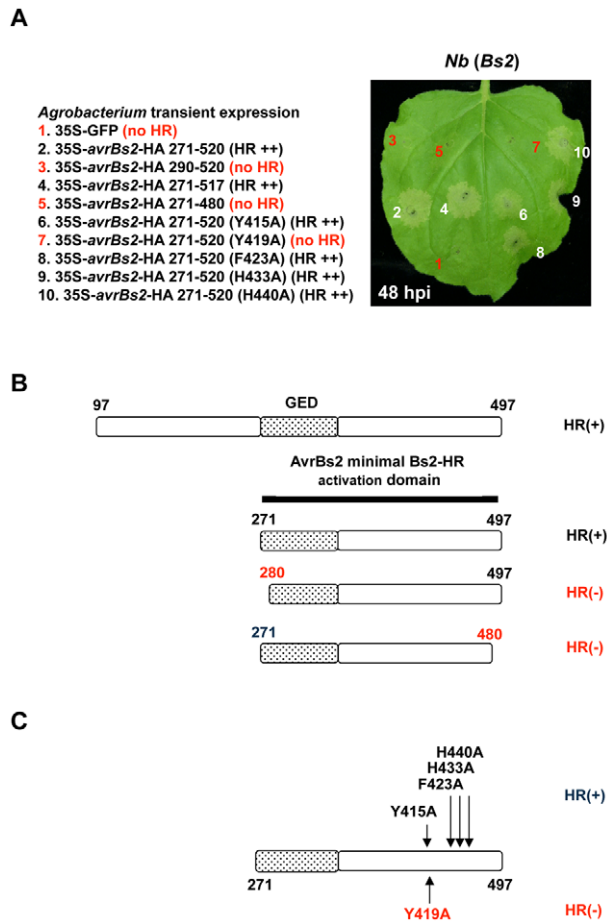 A
Nb (Bs2)
Agrobacterium transient expression
1. 35S-GFP (no HR)
2. 35S-avrBs2-HA 271-520 (HR ++)
3. 35S-avrBs2-HA 290-520 (no HR)
4. 35S-avrBs2-HA 271-517 (HR ++)
5. 35S-avrBs2-HA 271-480 (no HR)
6. 35S-avrBs2-HA 271-520 (Y415A) (HR ++)
7. 35S-avrBs2-HA 271-520 (Y419A) (no HR)
8. 35S-avrBs2-HA 271-520 (F423A) (HR ++)
9. 35S-avrBs2-HA 271-520 (H433A) (HR ++)
10. 35S-avrBs2-HA 271-520 (H440A) (HR ++)
3 5 7 10
9
2 4 6
8
1
48 hpi
B
97 GED 497
HR(+)
AvrBs2 minimal Bs2-HR
activation domain
271 497
HR(+)
280 497
HR(-)
271 480
HR(-)
C
H440A
H433A
F423A
HR(+)
Y415A
271 497
Y419A
HR(-)